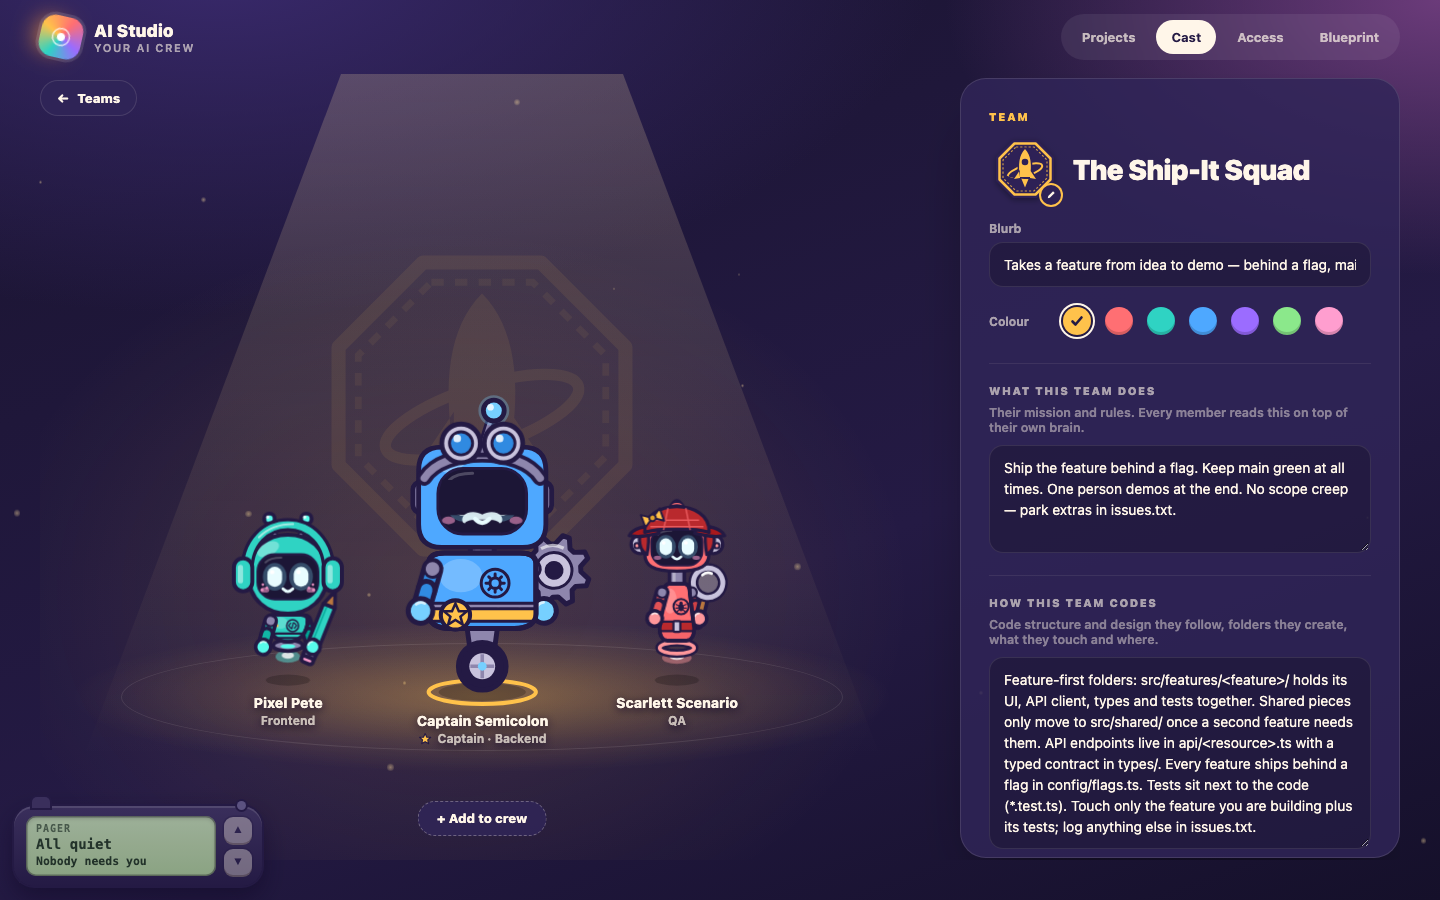 AI Studio
YOUR AI CREW
Projects
Cast
Access
Blueprint
← Teams
TEAM
The Ship-It Squad
Blurb
Takes a feature from idea to demo — behind a flag, mai
Colour
WHAT THIS TEAM DOES
Their mission and rules. Every member reads this on top of
their own brain.
Ship the feature behind a flag. Keep main green at all
times. One person demos at the end. No scope creep
— park extras in issues.txt.
HOW THIS TEAM CODES
Code structure and design they follow, folders they create,
what they touch and where.
Feature-first folders: src/features/<feature>/ holds its
UI, API client, types and tests together. Shared pieces
only move to src/shared/ once a second feature needs
them. API endpoints live in api/<resource>.ts with a
typed contract in types/. Every feature ships behind a
flag in config/flags.ts. Tests sit next to the code
(*.test.ts). Touch only the feature you are building plus
its tests; log anything else in issues.txt.
Pixel Pete
Frontend
Captain Semicolon
Captain · Backend
Scarlett Scenario
QA
+ Add to crew
PAGER
All quiet
Nobody needs you